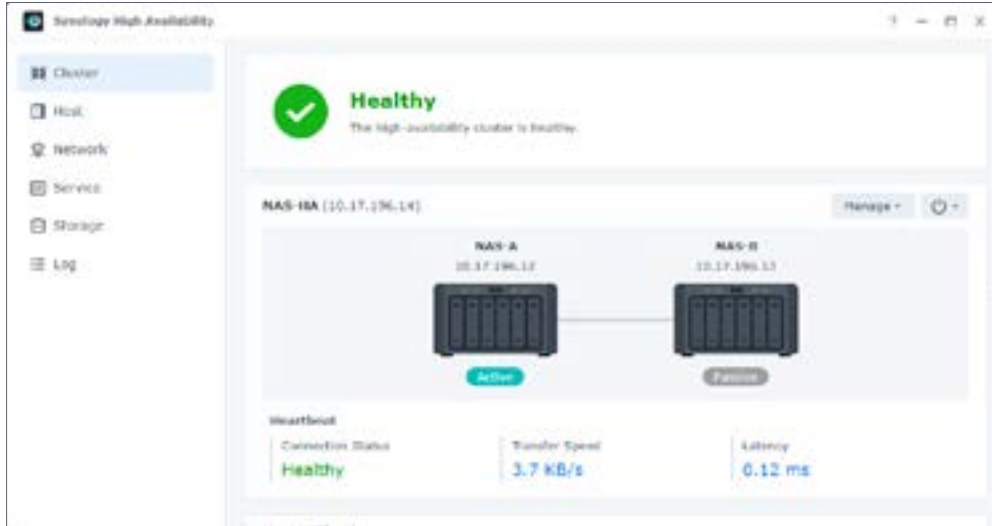 Synology High Availability
Cluster
Host
Network
Service
Storage
Log
Healthy
The high-availability cluster is healthy.
NAS-HA (10.17.196.14)
Manage
NAS-A
10.17.196.12
Active
NAS-B
10.17.196.13
Passive
Heartbeat
Connection Status
Healthy
Transfer Speed
3.7 KB/s
Latency
0.12 ms